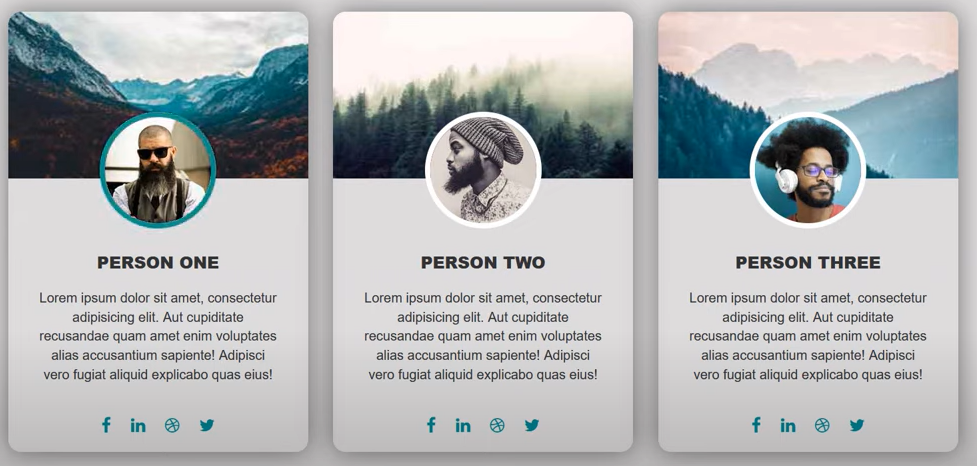 PERSON ONE
Lorem ipsum dolor sit amet, consectetur
adipisicing elit. Aut cupiditate
recusandae quam amet enim voluptates
alias accusantium sapiente! Adipisci
vero fugiat aliquid explicabo quas eius!
PERSON TWO
Lorem ipsum dolor sit amet, consectetur
adipisicing elit. Aut cupiditate
recusandae quam amet enim voluptates
alias accusantium sapiente! Adipisci
vero fugiat aliquid explicabo quas eius!
PERSON THREE
Lorem ipsum dolor sit amet, consectetur
adipisicing elit. Aut cupiditate
recusandae quam amet enim voluptates
alias accusantium sapiente! Adipisci
vero fugiat aliquid explicabo quas eius!